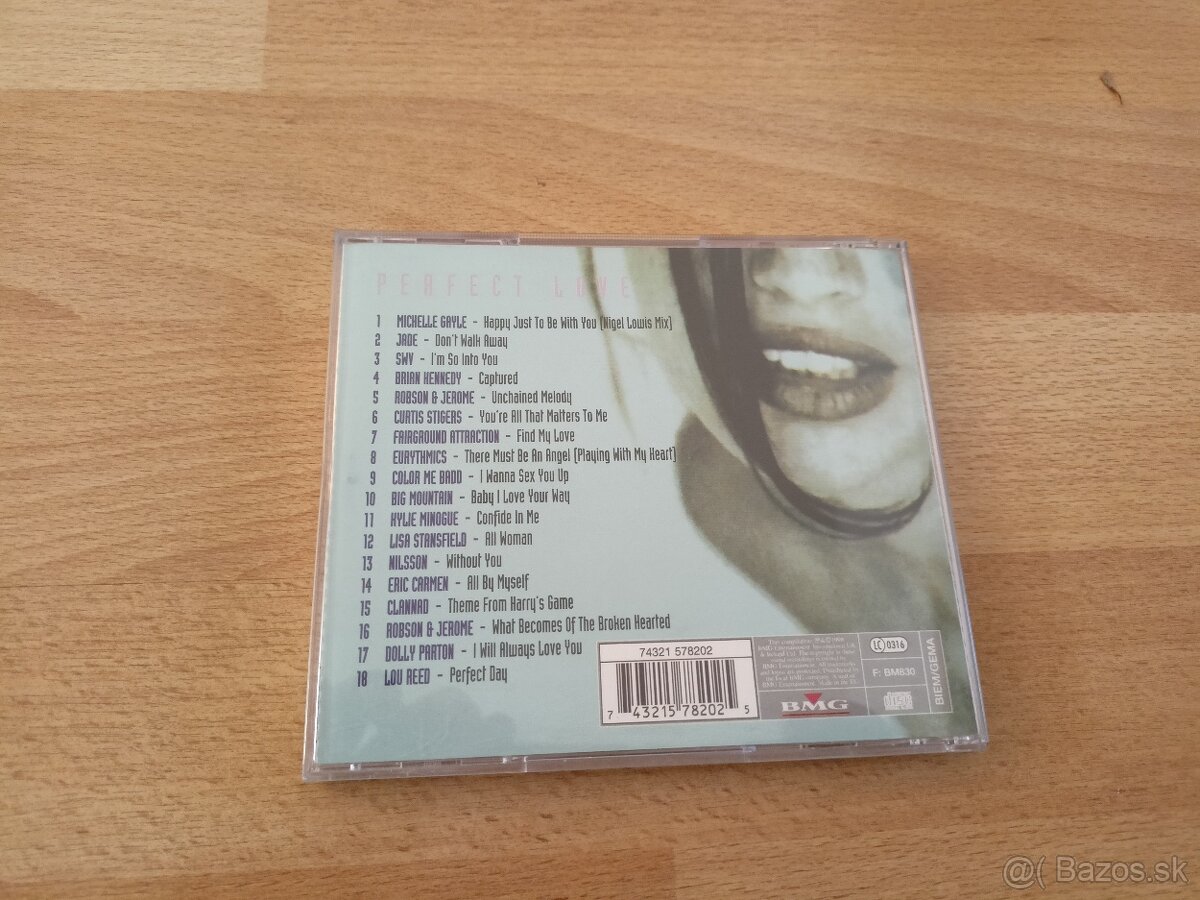 PERFECT LOVE
1 MICHELLE GAYLE - Happy Just To Be With You (Nigel Lowis Mix)
2 JADE - Don't Walk Away
3 SWV - I'm So Into You
4 BRIAN KENNEDY - Captured
5 ROBSON & JEROME - Unchained Melody
6 CURTIS STIGERS - You're All That Matters To Me
7 FAIRGROUND ATTRACTION - Find My Love
8 EURYTHMICS - There Must Be An Angel (Playing With My Heart)
9 COLOR ME BADD - I Wanna Sex You Up
10 BIG MOUNTAIN - Baby I Love Your Way
11 KYLIE MINOGUE - Confide In Me
12 LISA STANSFIELD - All Woman
13 NILSSON - Without You
14 ERIC CARMEN - All By Myself
15 CLANNAD - Theme From Harry's Game
16 ROBSON & JEROME - What Becomes Of The Broken Hearted
17 DOLLY PARTON - I Will Always Love You
18 LOU REED - Perfect Day
74321 578202
7 43215 78202 5
BMG
LC 0316
F: BM830
disc
BIEM/GEMA
@( Bazos.sk